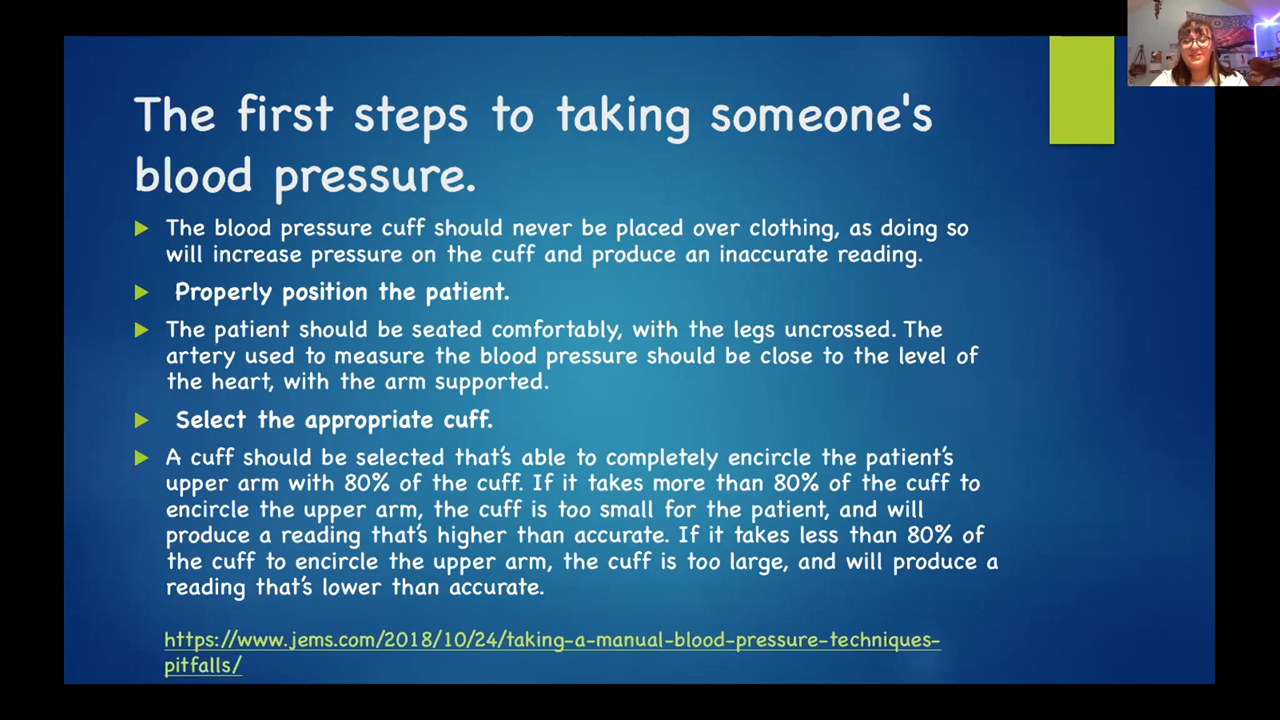 The first steps to taking someone's
blood pressure.
The blood pressure cuff should never be placed over clothing, as doing so
will increase pressure on the cuff and produce an inaccurate reading.
Properly position the patient.
The patient should be seated comfortably, with the legs uncrossed. The
artery used to measure the blood pressure should be close to the level of
the heart, with the arm supported.
Select the appropriate cuff.
A cuff should be selected that's able to completely encircle the patient's
upper arm with 80% of the cuff. If it takes more than 80% of the cuff to
encircle the upper arm, the cuff is too small for the patient, and will
produce a reading that's higher than accurate. If it takes less than 80% of
the cuff to encircle the upper arm, the cuff is too large, and will produce a
reading that's lower than accurate.
https://www.jems.com/2018/10/24/taking-a-manual-blood-pressure-techniques-
pitfalls/